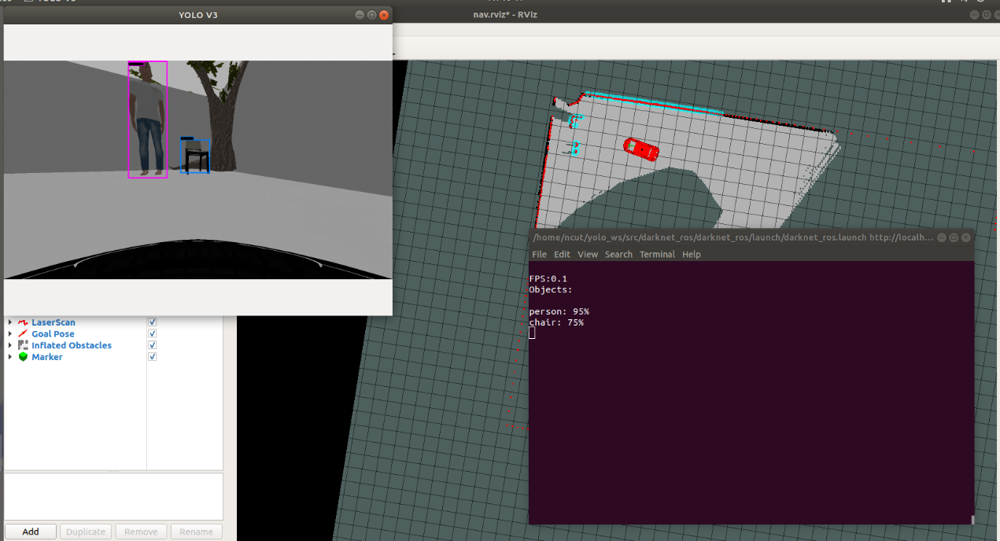 YOLO V3
nav.rviz* - RViz
LaserScan
Goal Pose
Inflated Obstacles
Marker
Add
Duplicate
Remove
Rename
/home/ncut/yolo_ws/src/darknet_ros/darknet_ros/launch/darknet_ros.launch http://localh...
File Edit View Search Terminal Help
FPS:0.1
Objects:
person: 95%
chair: 75%